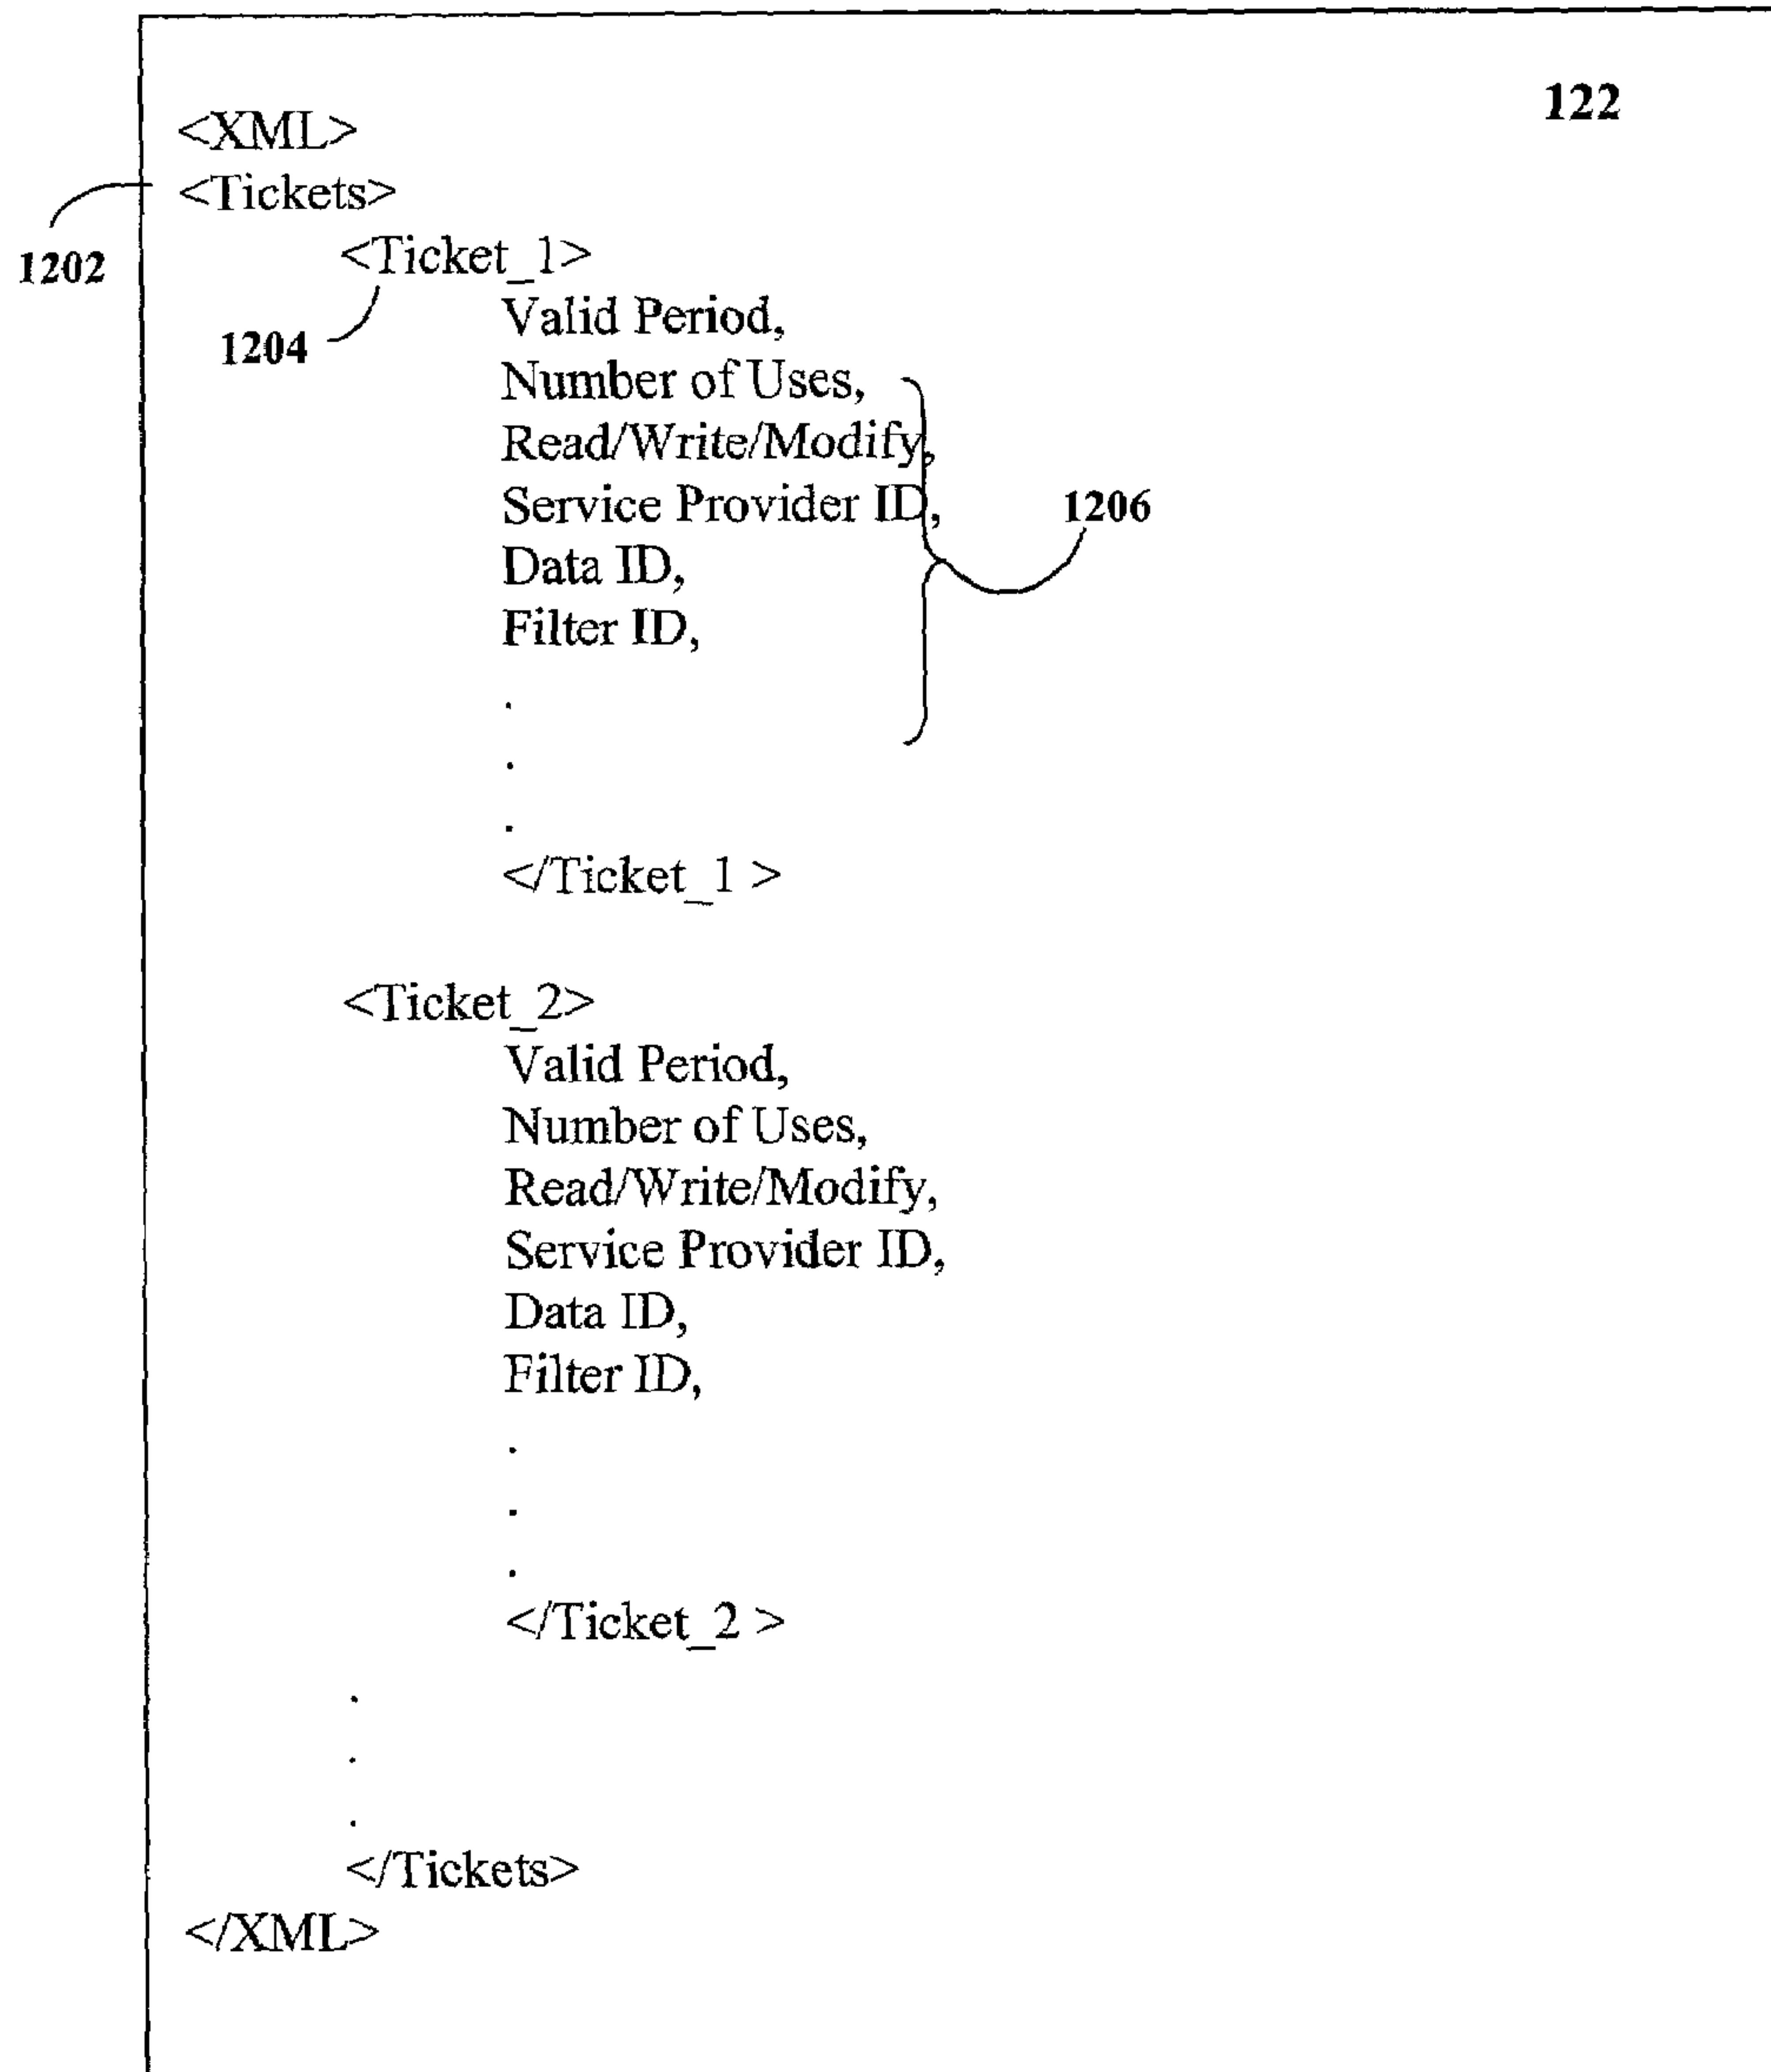 122
<XML>
<Tickets>
1202
<Ticket_1>
1204
Valid Period,
Number of Uses,
Read/Write/Modify,
Service Provider ID,
1206
Data ID,
Filter ID,
.
.
.
</Ticket_1 >
<Ticket_2>
Valid Period,
Number of Uses,
Read/Write/Modify,
Service Provider ID,
Data ID,
Filter ID,
.
.
.
</Ticket_2 >
.
.
.
</Tickets>
</XML>